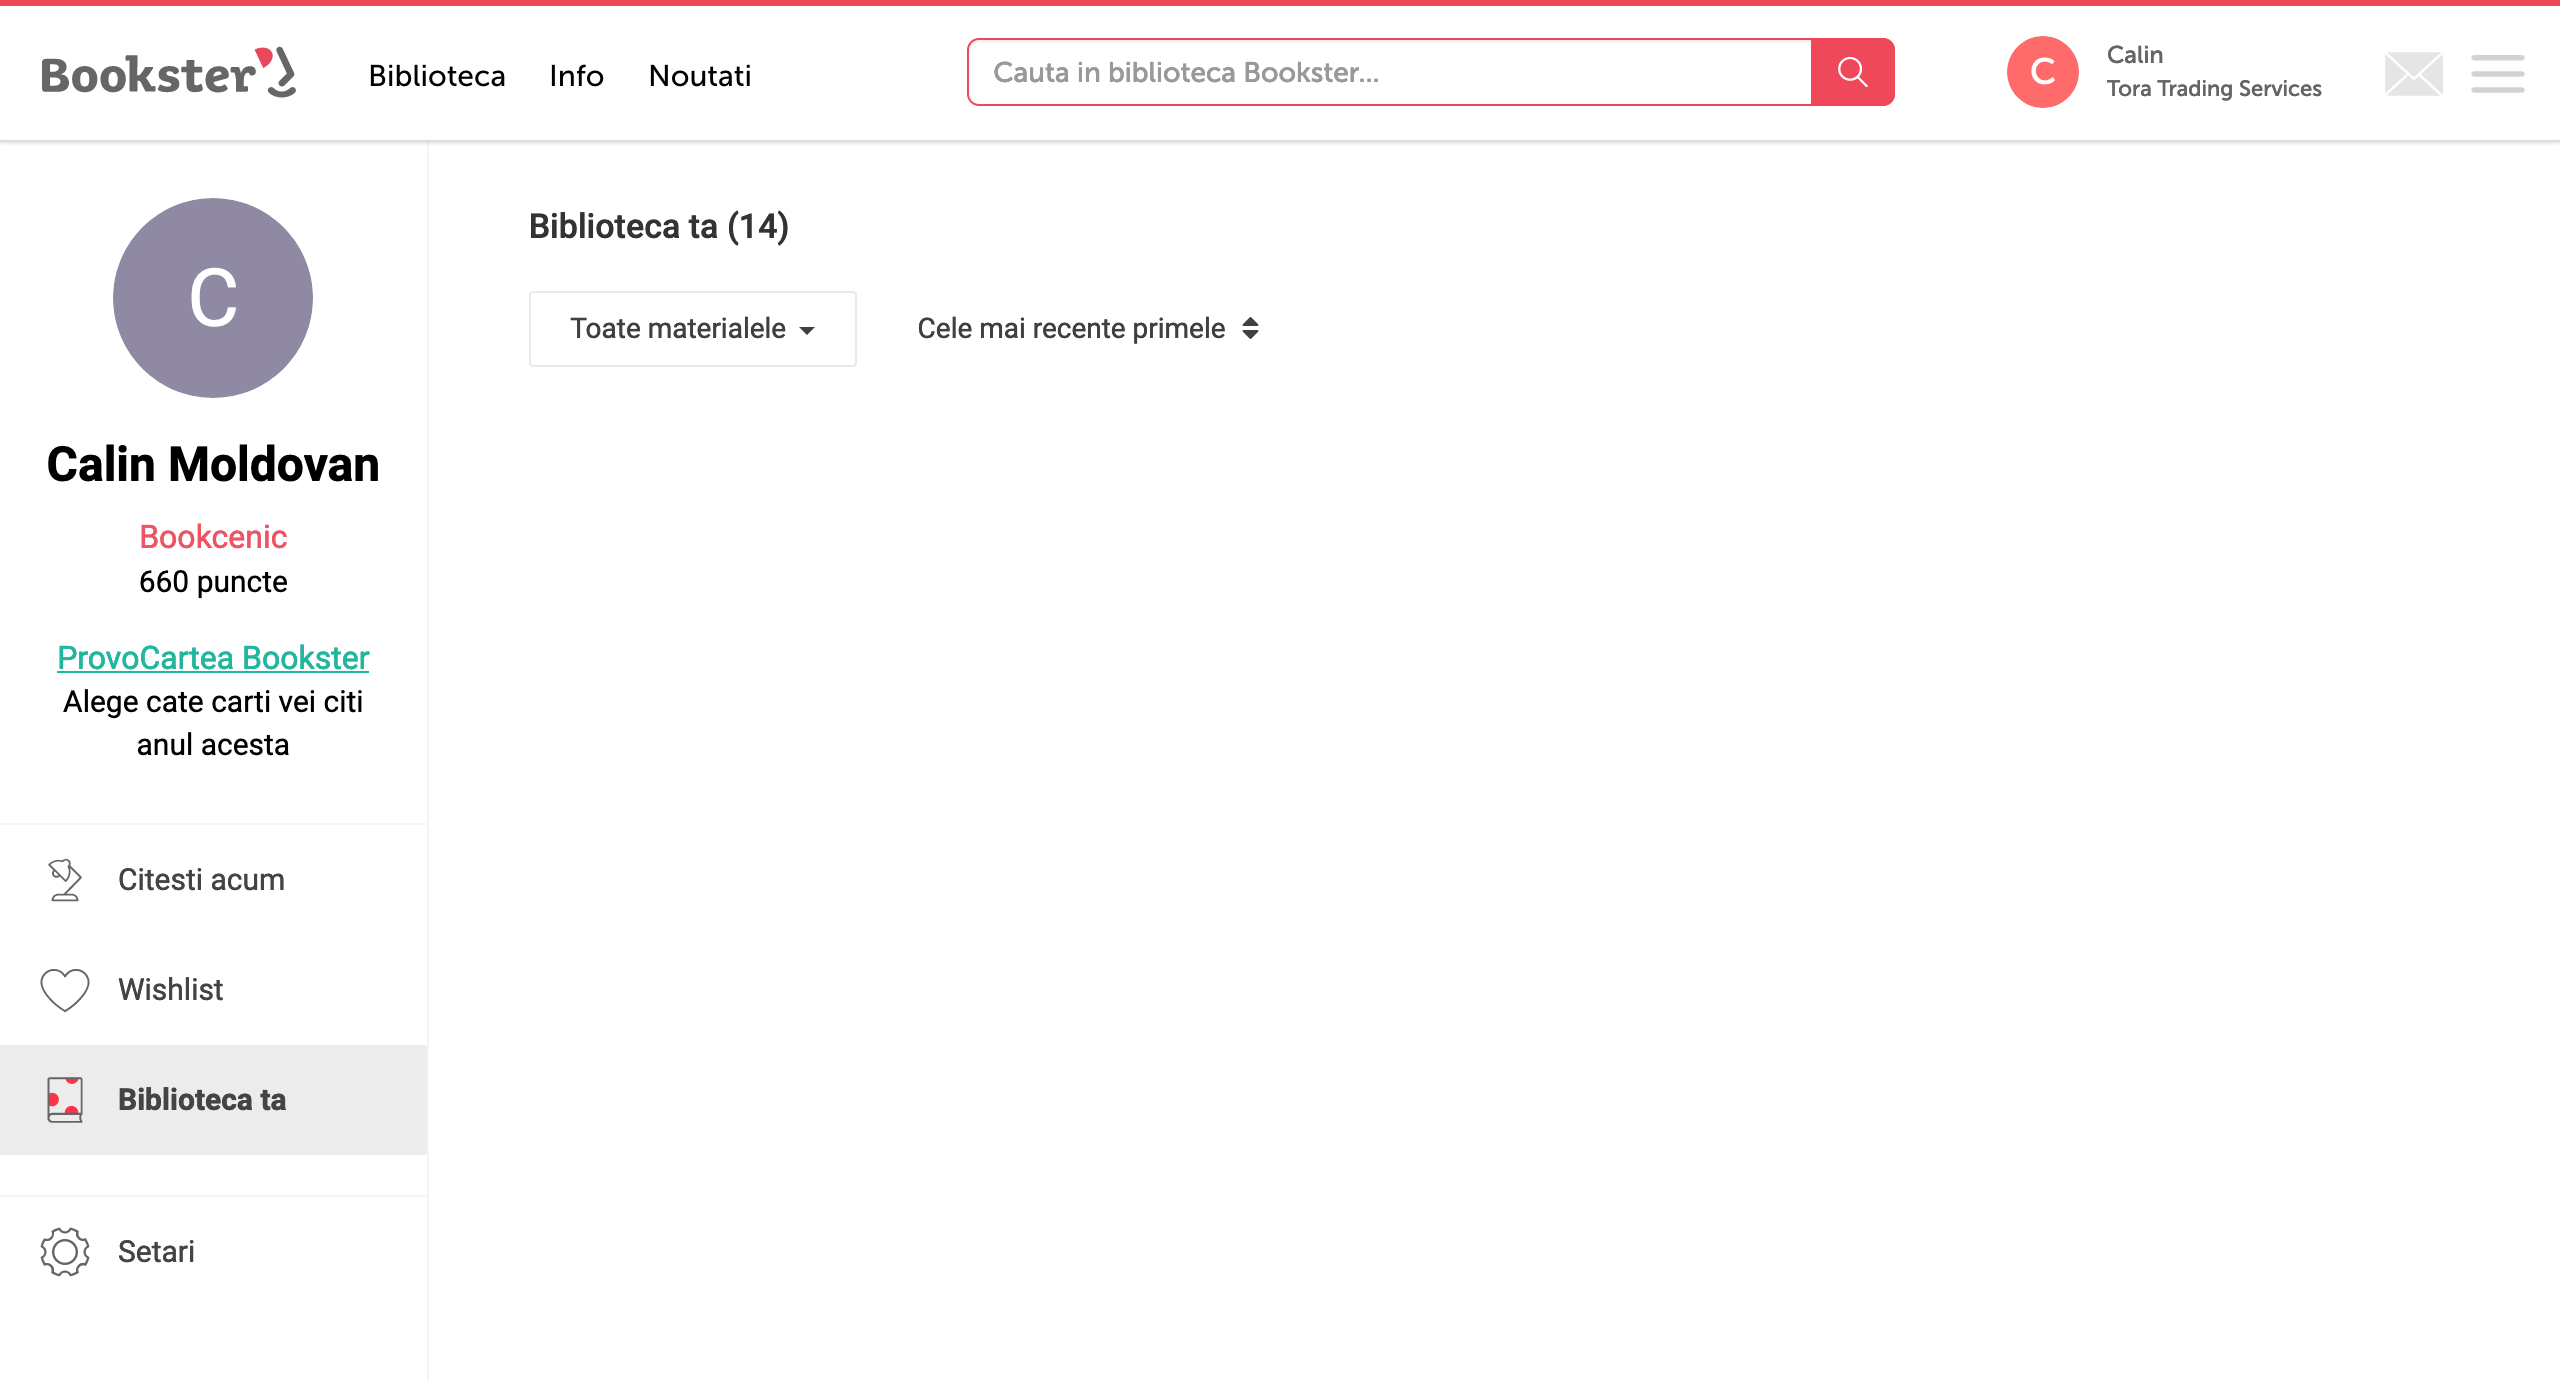 Bookster
Biblioteca
Info
Noutati
Cauta in biblioteca Bookster...
C
Calin
Tora Trading Services
C
Calin Moldovan
Bookcenic
660 puncte
ProvoCartea Bookster
Alege cate carti vei citi
anul acesta
Citesti acum
Wishlist
Biblioteca ta
Setari
Biblioteca ta (14)
Toate materialele
Cele mai recente primele